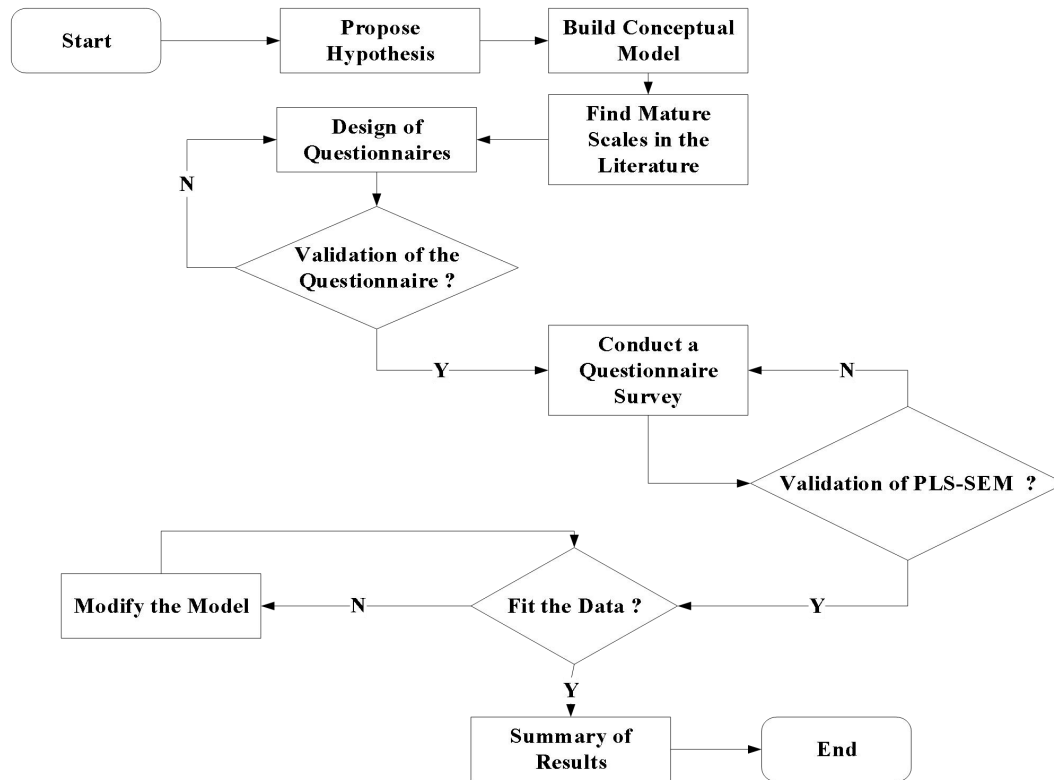 Start
Propose
Hypothesis
Build Conceptual
Model
Find Mature
Scales in the
Literature
Design of
Questionnaires
N
Validation of the
Questionnaire ?
Y
Conduct a
Questionnaire
Survey
N
Validation of PLS-SEM ?
Y
Fit the Data ?
N
Modify the Model
Y
Summary of
Results
End